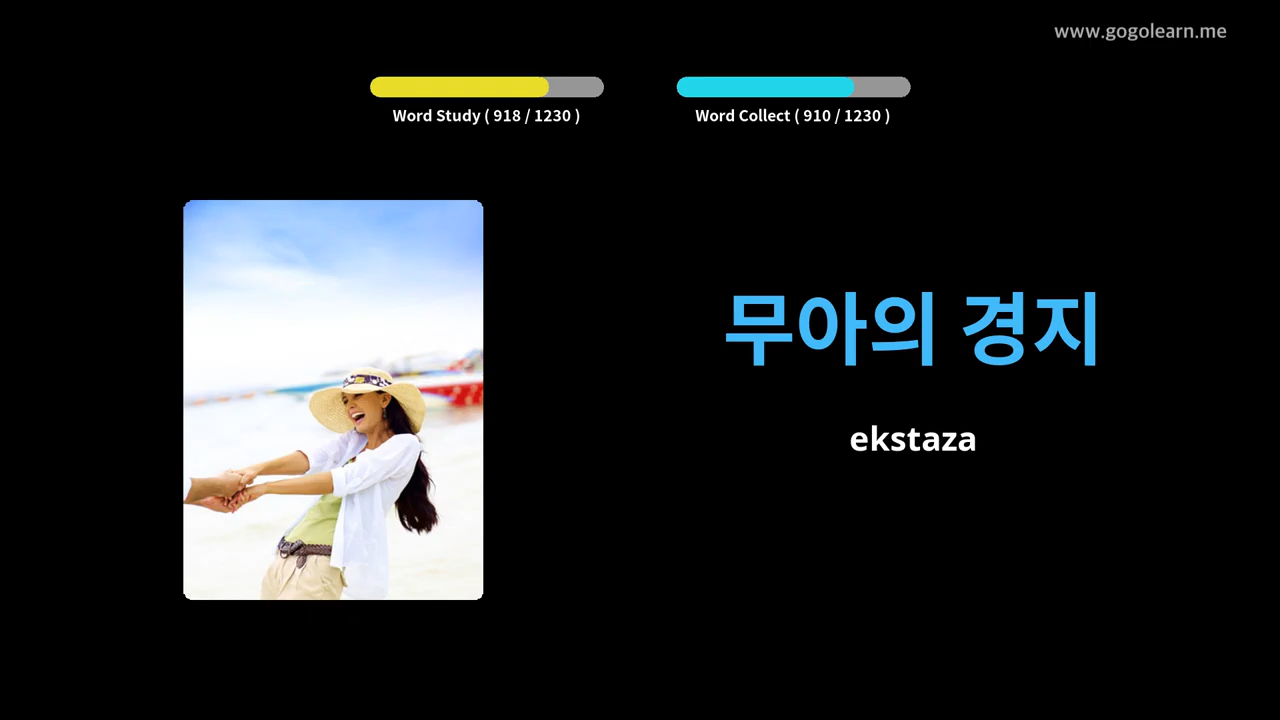 www.gogolearn.me
Word Study ( 918 / 1230 )
Word Collect ( 910 / 1230 )
무아의 경지
ekstaza